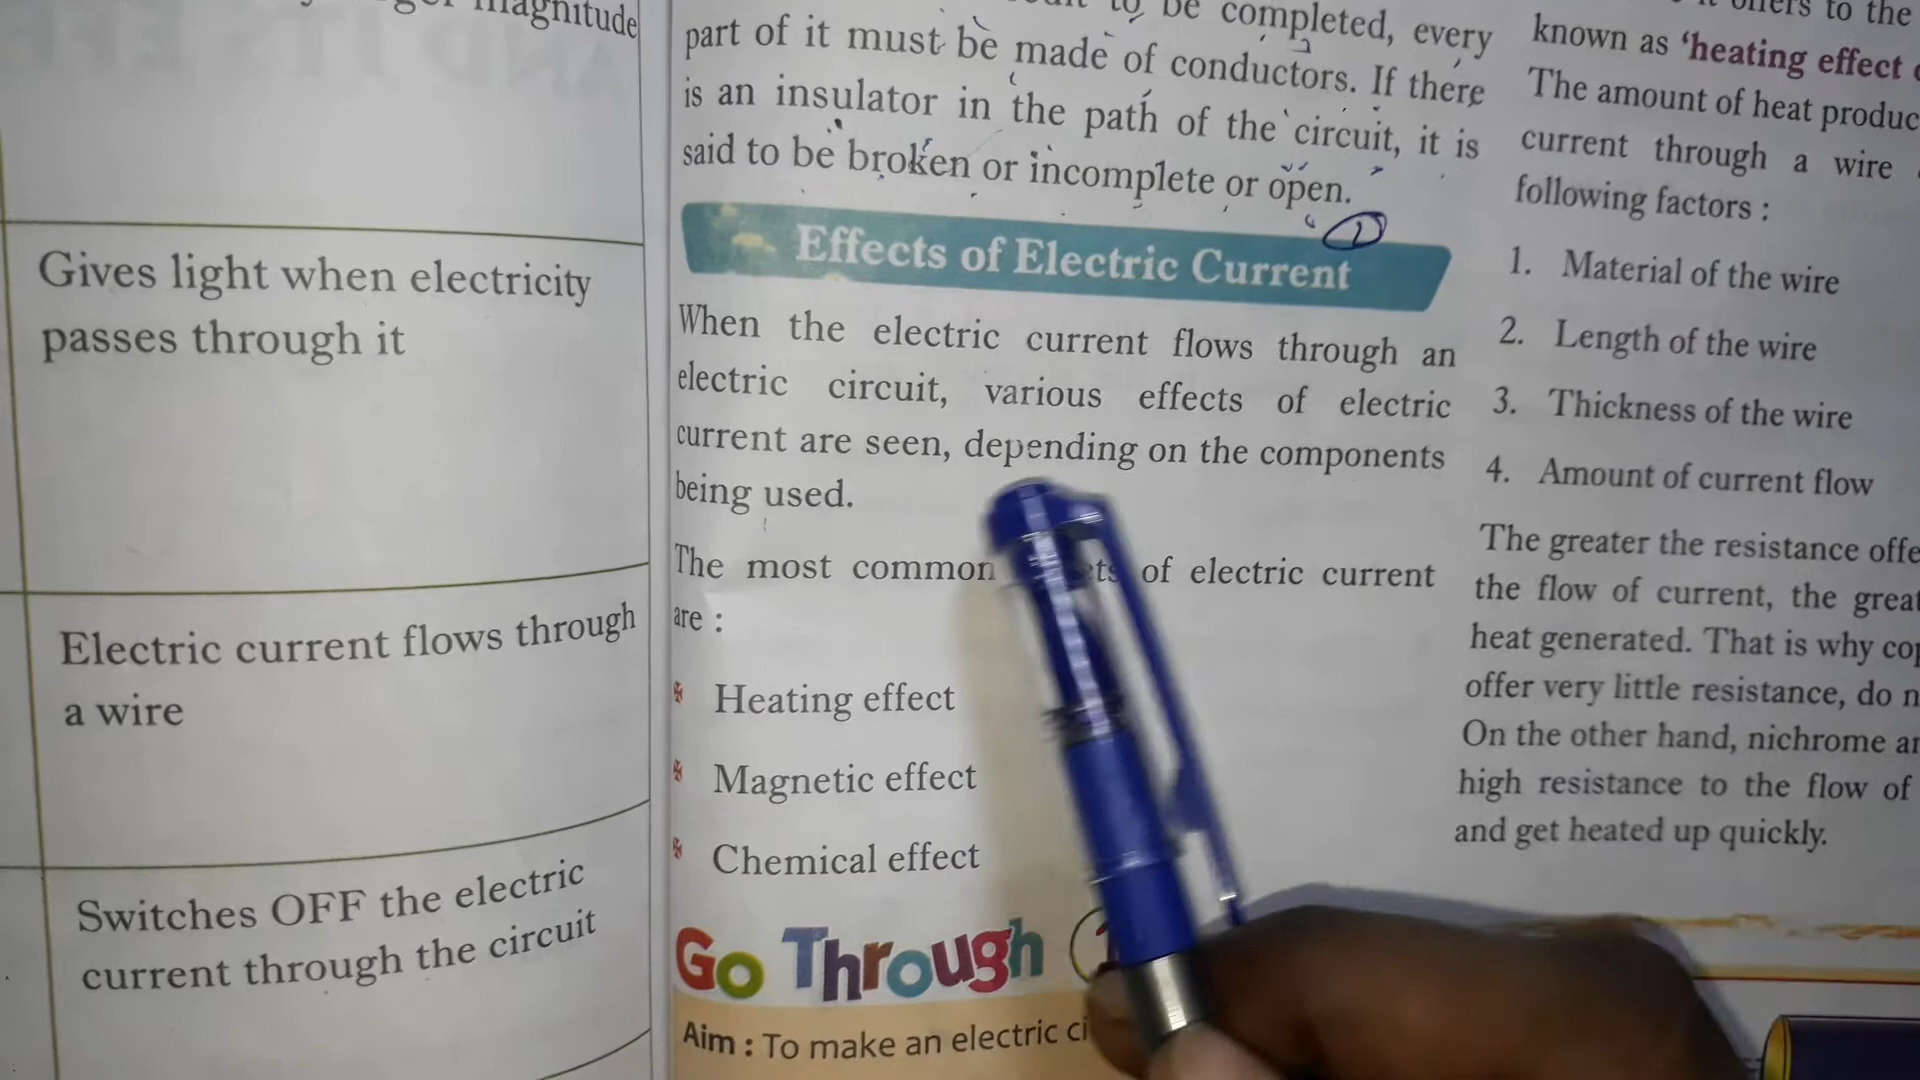 magnitude
Gives light when electricity
passes through it
Electric current flows through
a wire
Switches OFF the electric
current through the circuit
to be completed, every
part of it must be made of conductors. If there
is an insulator in the path of the circuit, it is
said to be broken or incomplete or open.
1
Effects of Electric Current
When the electric current flows through an
electric circuit, various effects of electric
current are seen, depending on the components
being used.
The most common of electric current
are :
Heating effect
Magnetic effect
Chemical effect
Go Through
Aim : To make an electric
offers to the
known as ‘heating effect
The amount of heat
current through a wire
following factors :
1. Material of the wire
2. Length of the wire
3. Thickness of the wire
4. Amount of current flow
The greater the resistance
the flow of current, the
heat generated. That is why
offer very little resistance, do
On the other hand, nichrome
high resistance to the flow of
and get heated up quickly.